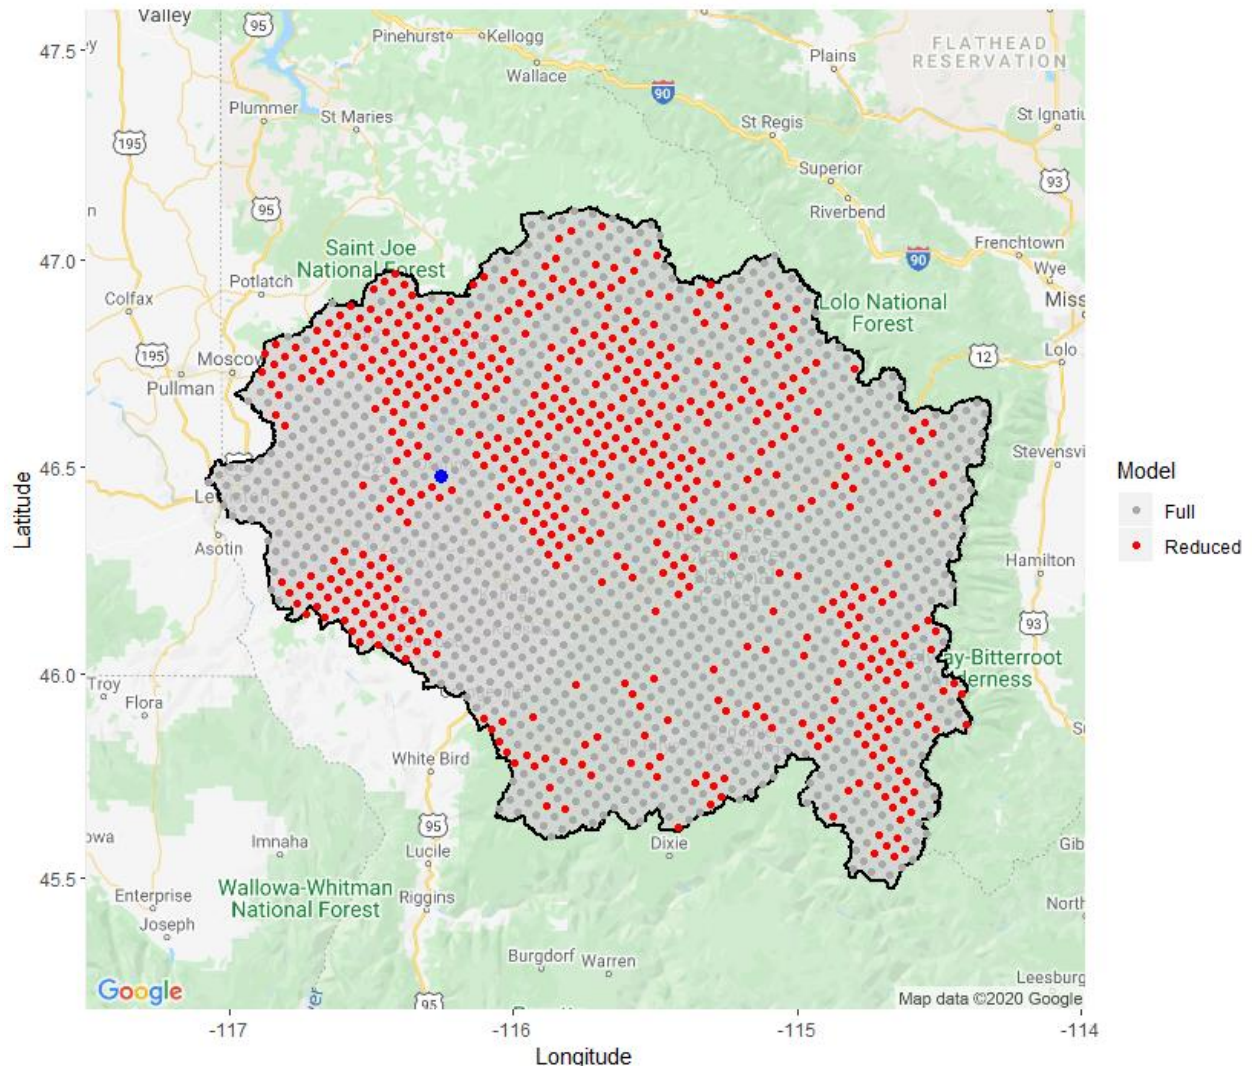 Valley
95
47.5
Pinehurst
Kellogg
Plains
FLATHEAD
RESERVATION
Wallace
90
Plummer
St Maries
St Regis
St Ignatiu
195
Superior
93
Riverbend
95
Saint Joe
National Forest
Frenchtown
47.0
90
Wye
Potlatch
Colfax
Lolo National
Forest
Miss
195
Moscow
12
Lolo
Pullman
Stevensvi
46.5
Asotin
Hamilton
93
ay-Bitterroot
derness
46.0
Troy
Flora
White Bird
95
Imnaha
Lucile
Dixie
Gib
45.5
Wallowa-Whitman
National Forest
Enterprise
Riggins
Joseph
North
Burgdorf
Warren
Leesburg
Google
95
Map data ©2020 Google
-117
-116
-115
-114
Longitude
Latitude
Model
Full
Reduced